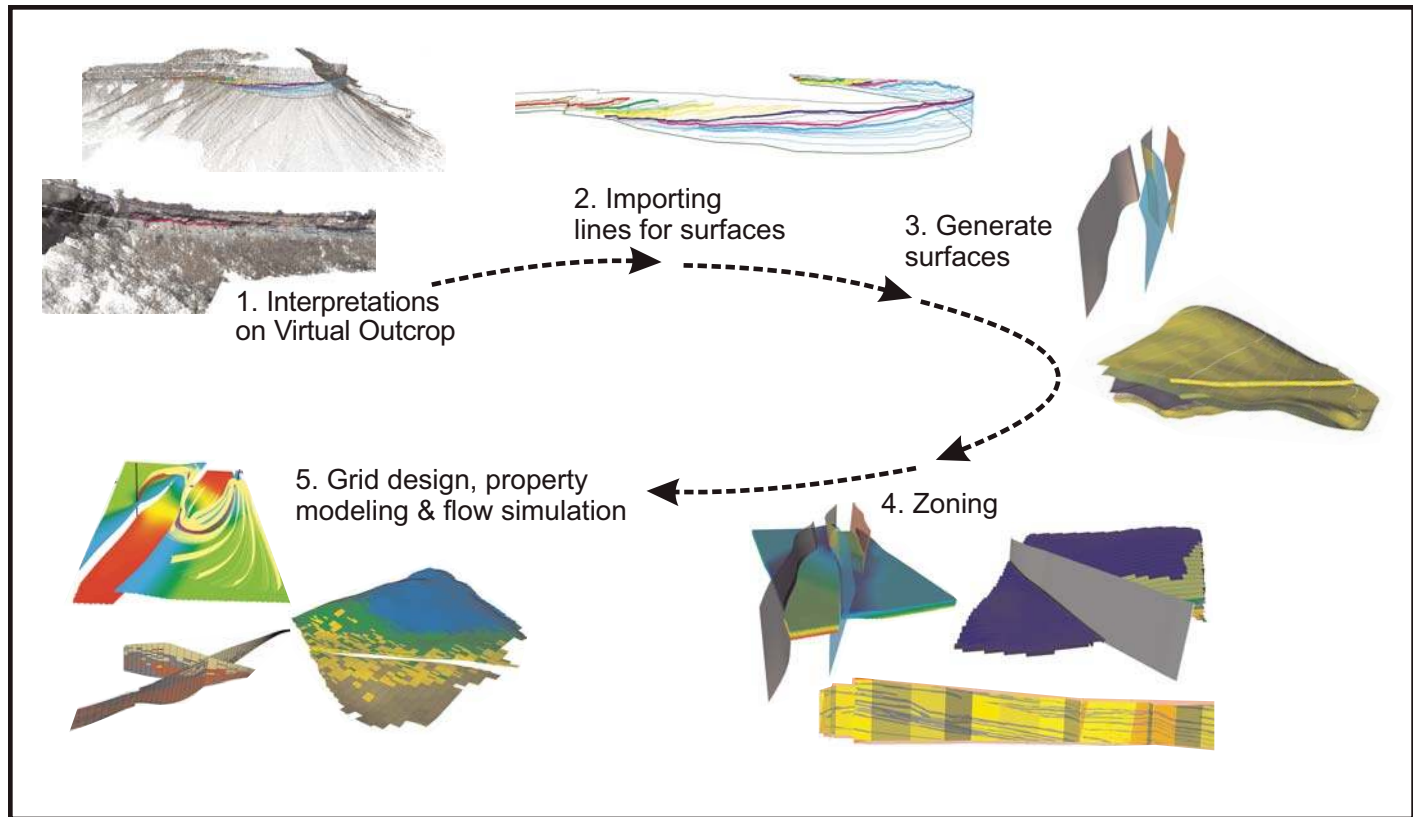 1. Interpretations
on Virtual Outcrop
2. Importing
lines for surfaces
3. Generate
surfaces
4. Zoning
5. Grid design, property
modeling & flow simulation